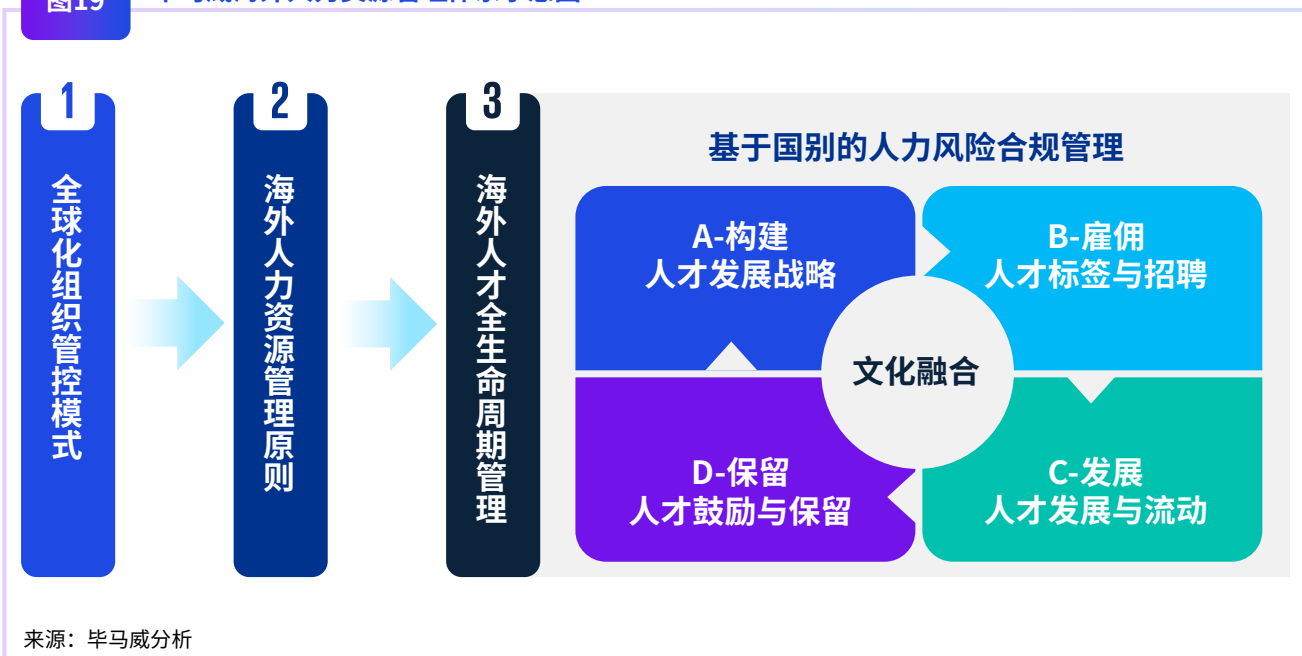 图19
1
全球化组织管控模式
2
海外人力资源管理原则
3
海外人才全生命周期管理
基于国别的人力风险合规管理
A-构建
人才发展战略
B-雇佣
人才标签与招聘
文化融合
D-保留
人才鼓励与保留
C-发展
人才发展与流动
来源：毕马威分析